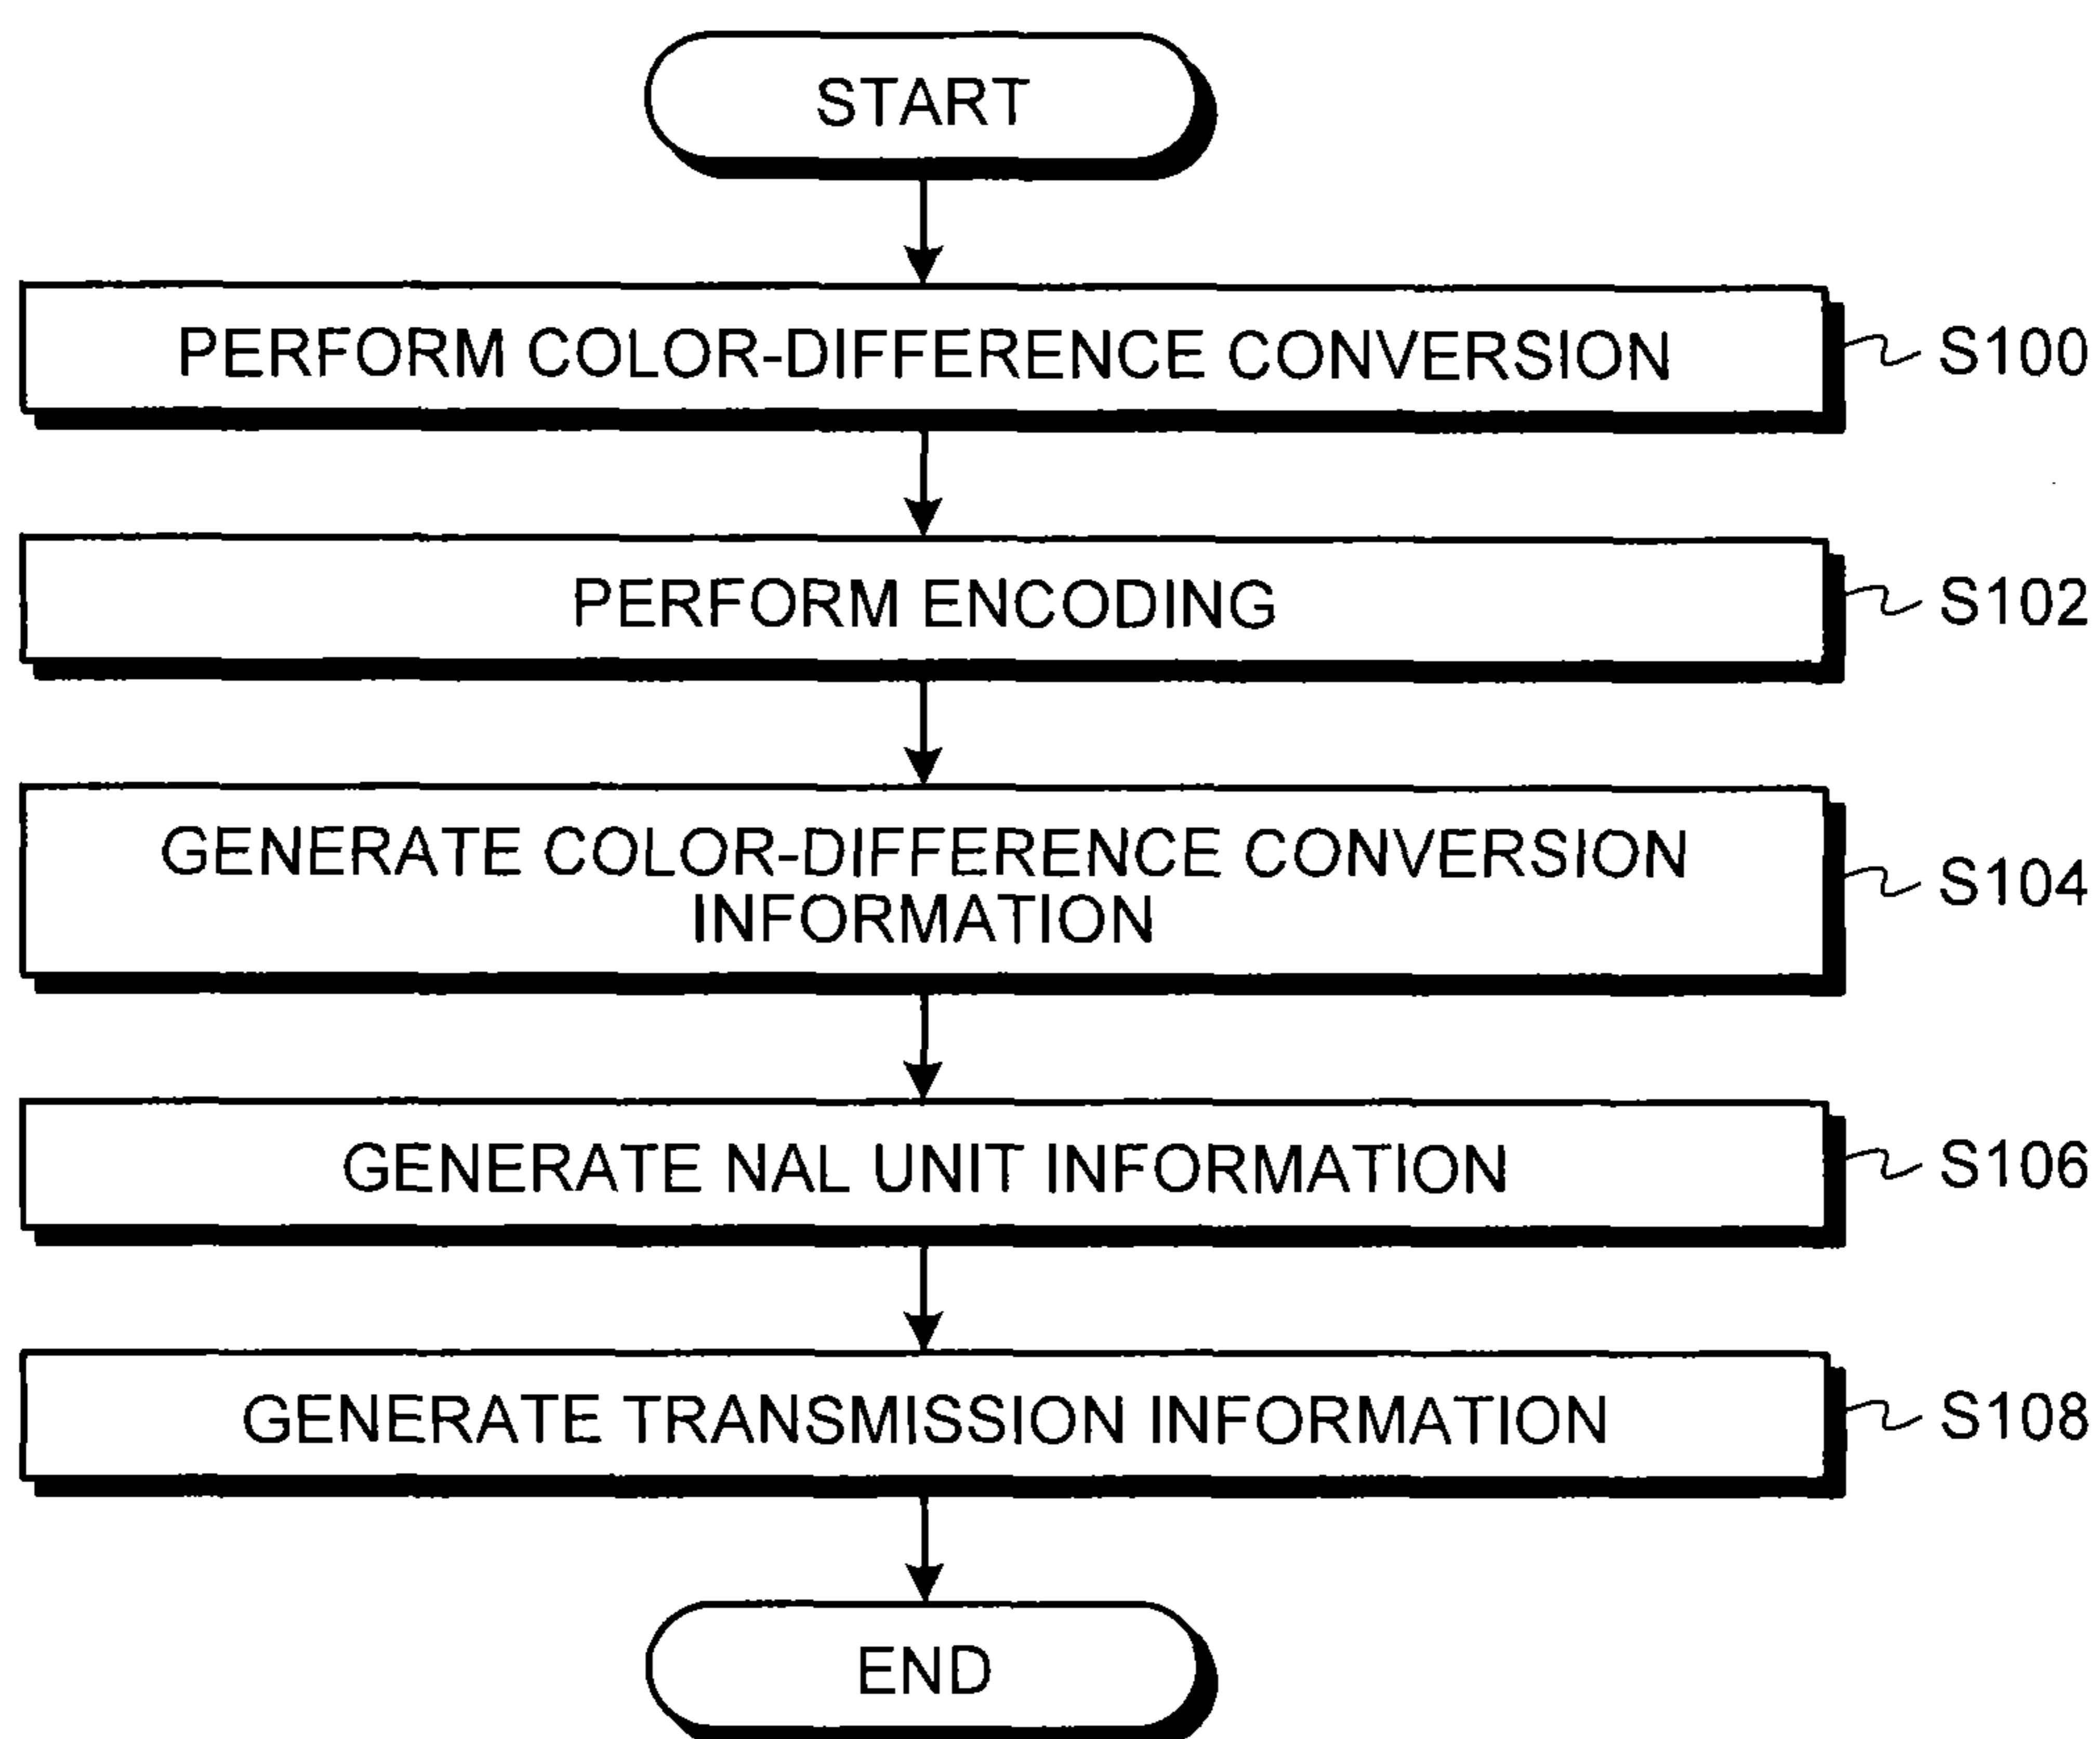 START
PERFORM COLOR-DIFFERENCE CONVERSION
S100
PERFORM ENCODING
S102
GENERATE COLOR-DIFFERENCE CONVERSION
INFORMATION
S104
GENERATE NAL UNIT INFORMATION
S106
GENERATE TRANSMISSION INFORMATION
S108
END